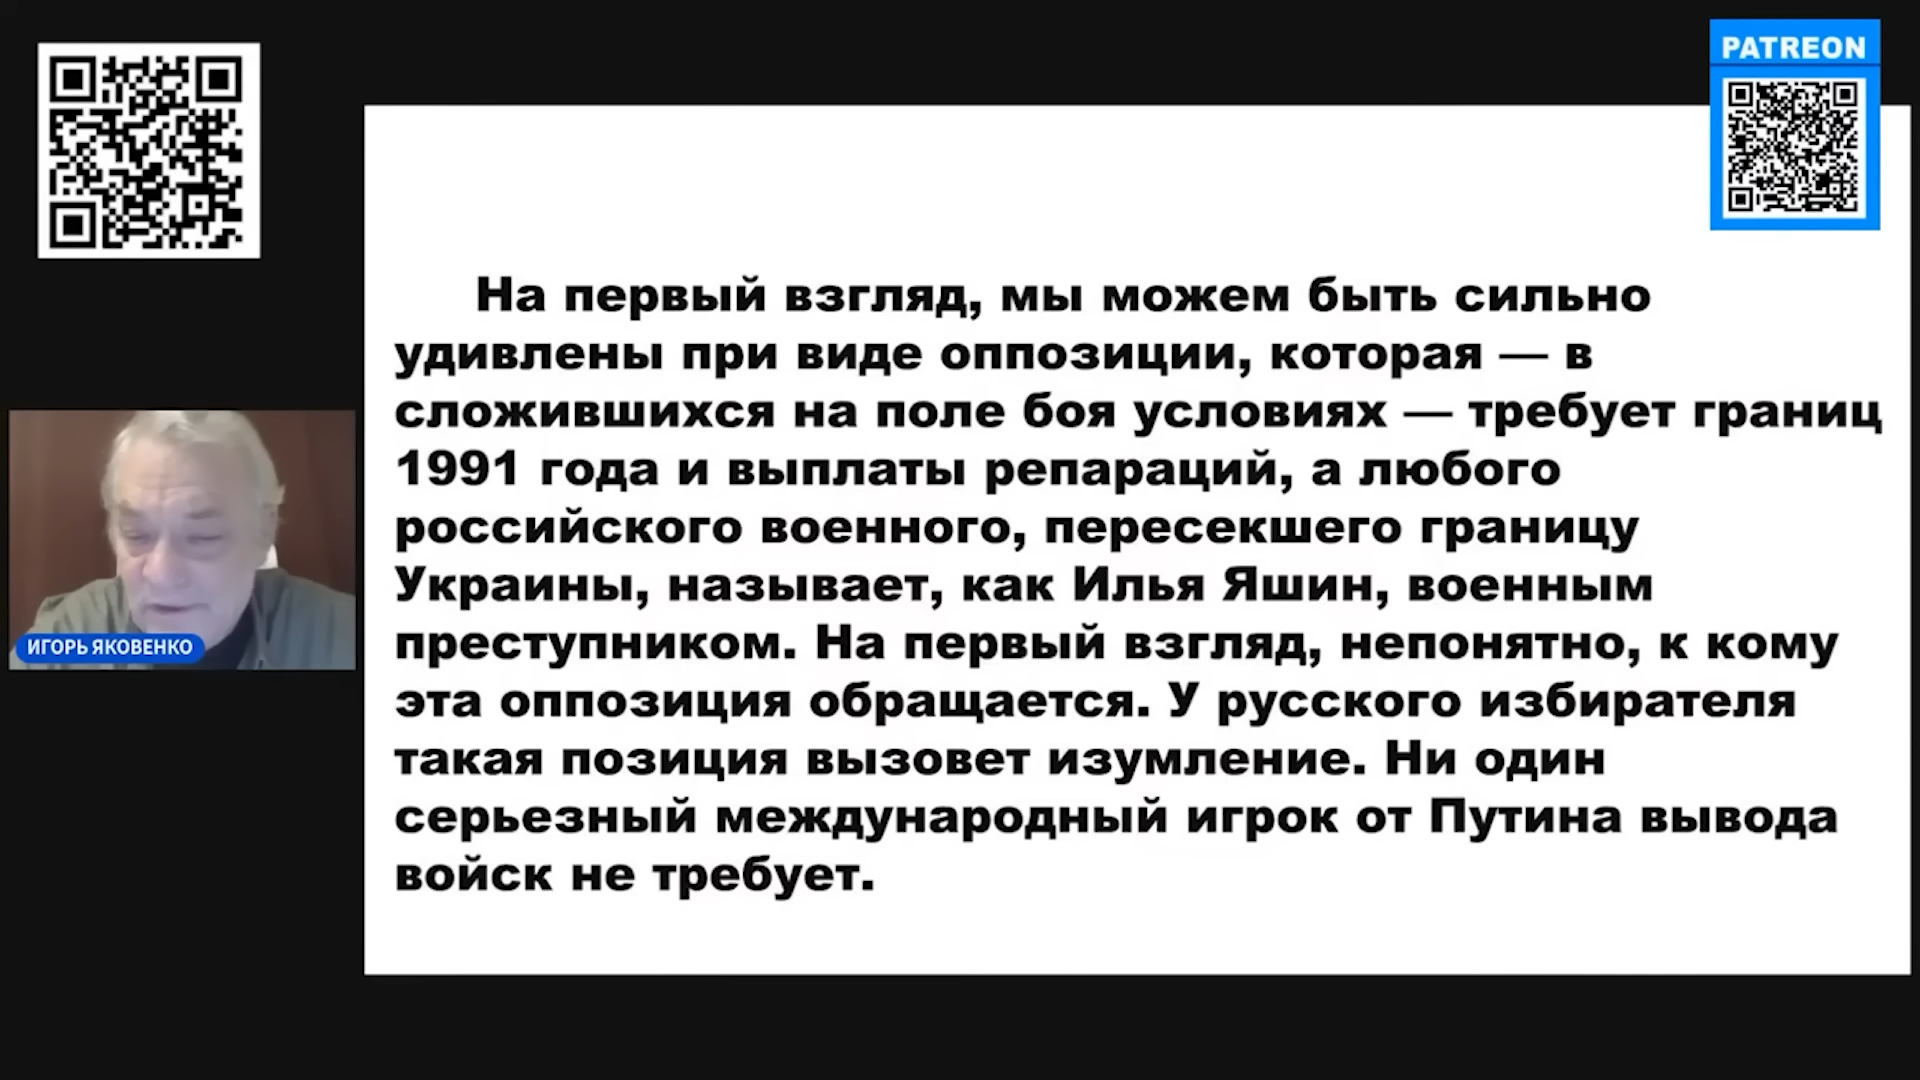 PATREON
На первый взгляд, мы можем быть сильно
удивлены при виде оппозиции, которая — в
сложившихся на поле боя условиях — требует границ
1991 года и выплаты репараций, а любого
российского военного, пересекшего границу
Украины, называет, как Илья Яшин, военным
преступником. На первый взгляд, непонятно, к кому
эта оппозиция обращается. У русского избирателя
такая позиция вызовет изумление. Ни один
серьезный международный игрок от Путина вывода
войск не требует.
ИГОРЬ ЯКОВЕНКО